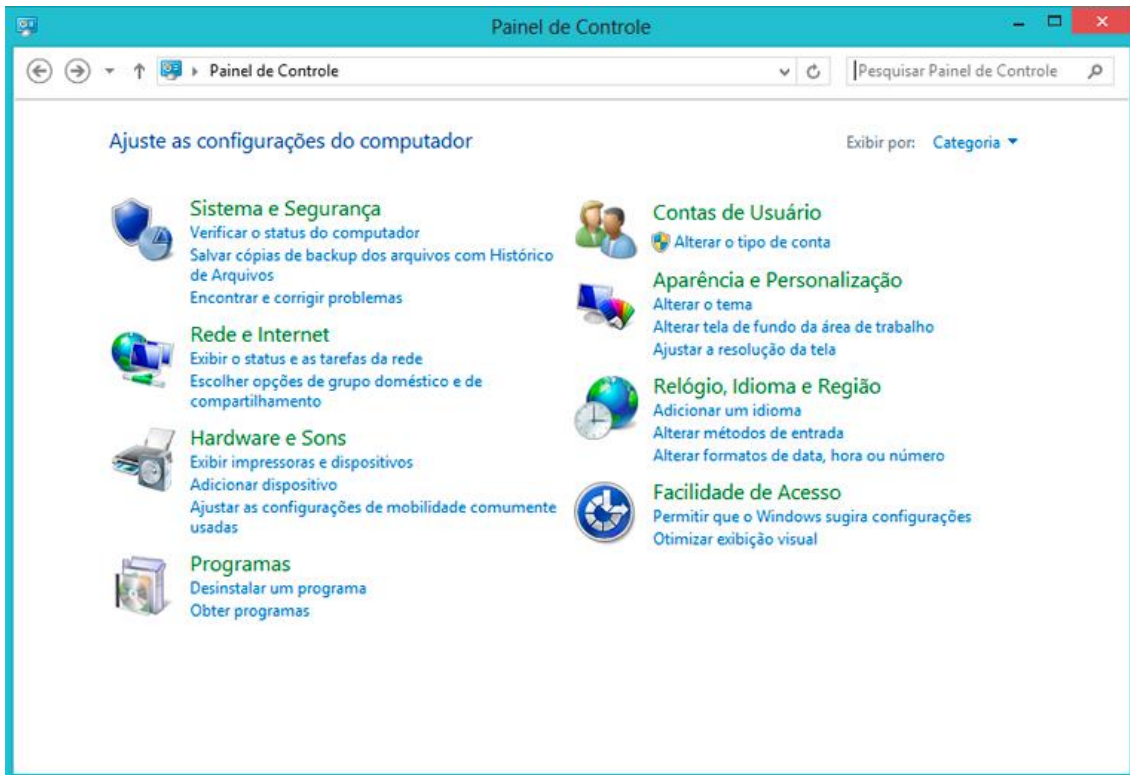 Painel de Controle
Painel de Controle
Pesquisar Painel de Controle
Ajuste as configurações do computador
Exibir por: Categoria
Sistema e Segurança
Verificar o status do computador
Salvar cópias de backup dos arquivos com Histórico
de Arquivos
Encontrar e corrigir problemas
Rede e Internet
Exibir o status e as tarefas da rede
Escolher opções de grupo doméstico e de
compartilhamento
Hardware e Sons
Exibir impressoras e dispositivos
Adicionar dispositivo
Ajustar as configurações de mobilidade comumente
usadas
Programas
Desinstalar um programa
Obter programas
Contas de Usuário
Alterar o tipo de conta
Aparência e Personalização
Alterar o tema
Alterar tela de fundo da área de trabalho
Ajustar a resolução da tela
Relógio, Idioma e Região
Adicionar um idioma
Alterar métodos de entrada
Alterar formatos de data, hora ou número
Facilidade de Acesso
Permitir que o Windows sugira configurações
Otimizar exibição visual